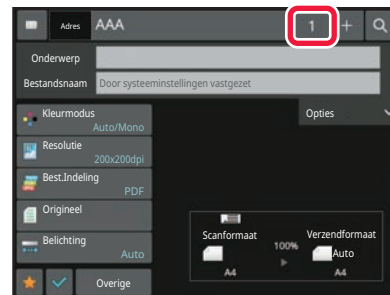 Adres AAA 1 +
Onderwerp
Bestandsnaam Door systeeminstellingen vastgezet
Kleurmodus
Auto/Mono
Opties
Resolutie
200x200dpi
Best.Indeling
PDF
Origineel
Belichting
Auto
Scanformaat
100%
Verzendformaat
Auto
A4
A4
Overige